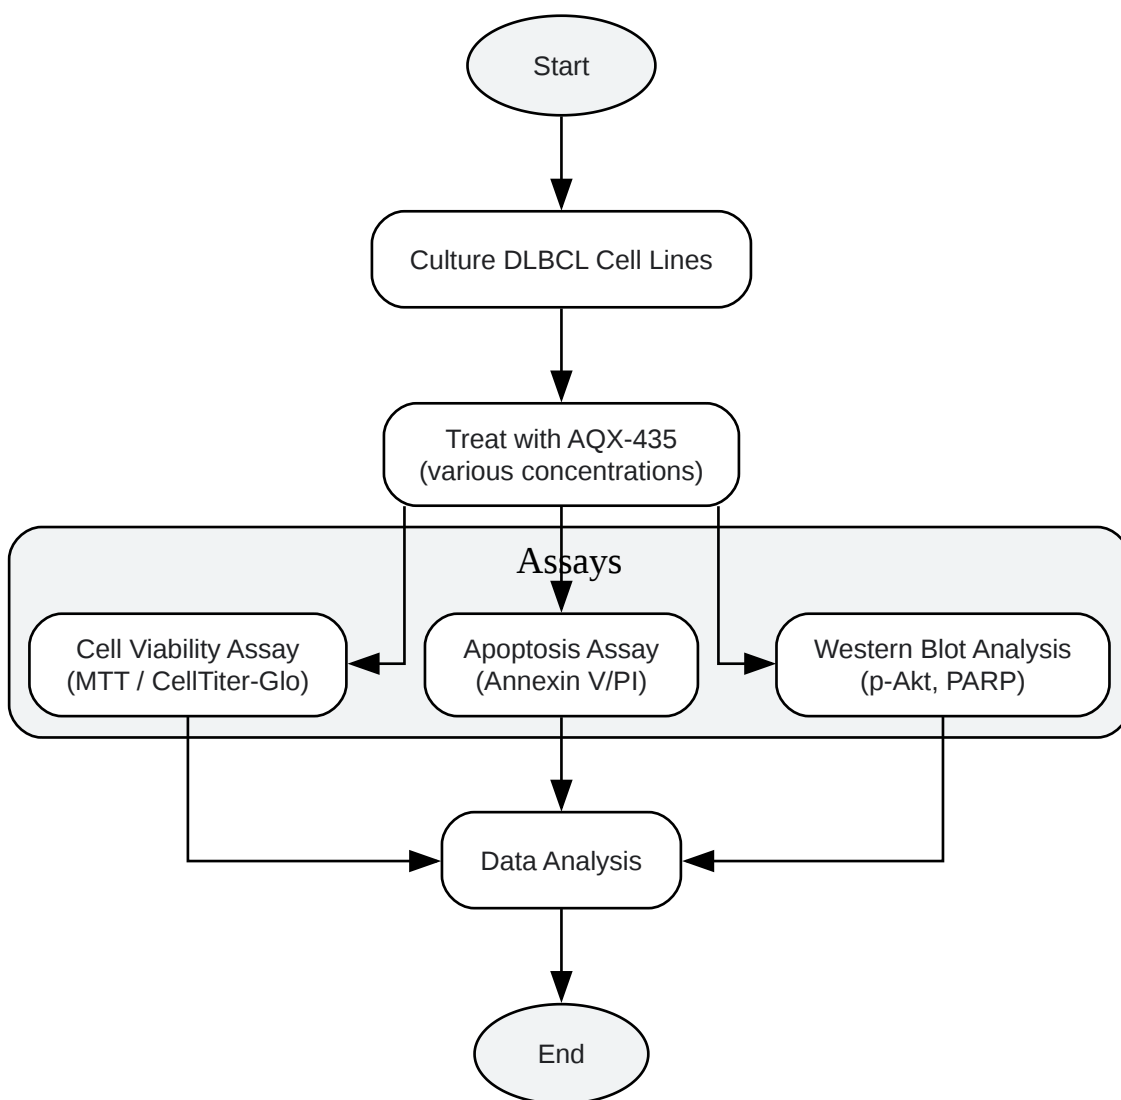 Start
Culture DLBCL Cell Lines
Treat with AQX-435
(various concentrations)
Assays
Cell Viability Assay
(MTT / CellTiter-Glo)
Apoptosis Assay
(Annexin V/PI)
Western Blot Analysis
(p-Akt, PARP)
Data Analysis
End